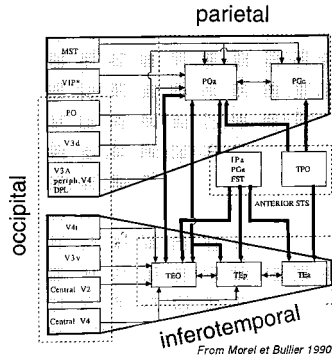 parietal
MST
VIP*
PO
V3d
V3A
periph. V4
DPL
POa
PGc
IPa
PGa
FST
TPO
ANTERIOR STS
occipital
V4t
V3v
Central V2
Central V4
TEO
TEp
TEa
inferotemporal
From Morel et Bullier 1990